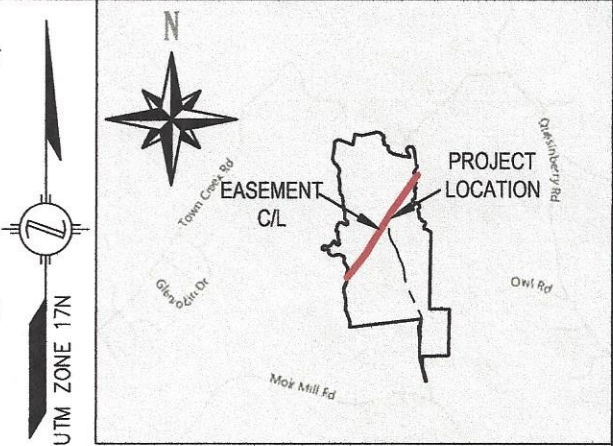 N
UTM ZONE 17N
Town Creek Rd
EASEMENT
C/L
PROJECT
LOCATION
Quesinberry Rd
Owl Rd
Moir Mill Rd